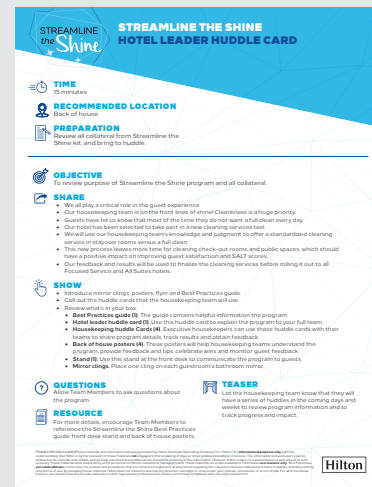 STREAMLINE
the
Shine
STREAMLINE THE SHINE
HOTEL LEADER HUDDLE CARD
TIME
15 minutes
RECOMMENDED LOCATION
Back of house
PREPARATION
Review all collateral from Streamline the
Shine kit, and bring to huddle.
OBJECTIVE
To review purpose of Streamline the Shine program and all collateral.
SHARE
• We all play a critical role in the guest experience.
• Our housekeeping team is on the front lines of shine! Cleanliness is a huge priority.
• Guests have let us know that most of the time they do not want a full clean every day.
• Our hotel has been selected to take part in a new cleaning services test.
• We will use our housekeeping team's knowledge and judgment to offer a standardized cleaning
service in stayover rooms versus a full clean
• This new process leaves more time for cleaning check-out rooms and public spaces, which should
have a positive impact on improving guest satisfaction and SALT scores.
• Our feedback and results will be used to finalize the cleaning services before rolling it out to all
Focused Service and All Suites hotels.
SHOW
• Introduce mirror clings, posters, flyer and Best Practices guide.
• Call out the huddle cards that the housekeeping team will use.
• Review what's in your box:
• Best Practices guide (1). The guide contains helpful information the program.
• Hotel leader huddle card (1). Use this huddle card to explain the program to your full team.
• Housekeeping huddle Cards (4). Executive housekeepers can use these huddle cards with their
teams to share program details, track results and obtain feedback.
• Back of house posters (4). These posters will help housekeeping teams understand the
program, provide feedback and tips, celebrate wins and monitor guest feedback.
• Stand (1). Use this stand at the front desk to communicate the program to guests.
• Mirror clings. Place one cling on each guestroom's bathroom mirror.
QUESTIONS
Allow Team Members to ask questions about
the program.
RESOURCE
For more details, encourage Team Members to
reference the Streamline the Shine Best Practices
guide, front desk stand and back of house posters.
TEASER
Let the housekeeping team know that they will
have a series of huddles in the coming days and
weeks to review program information and to
track progress and impact.
Hilton